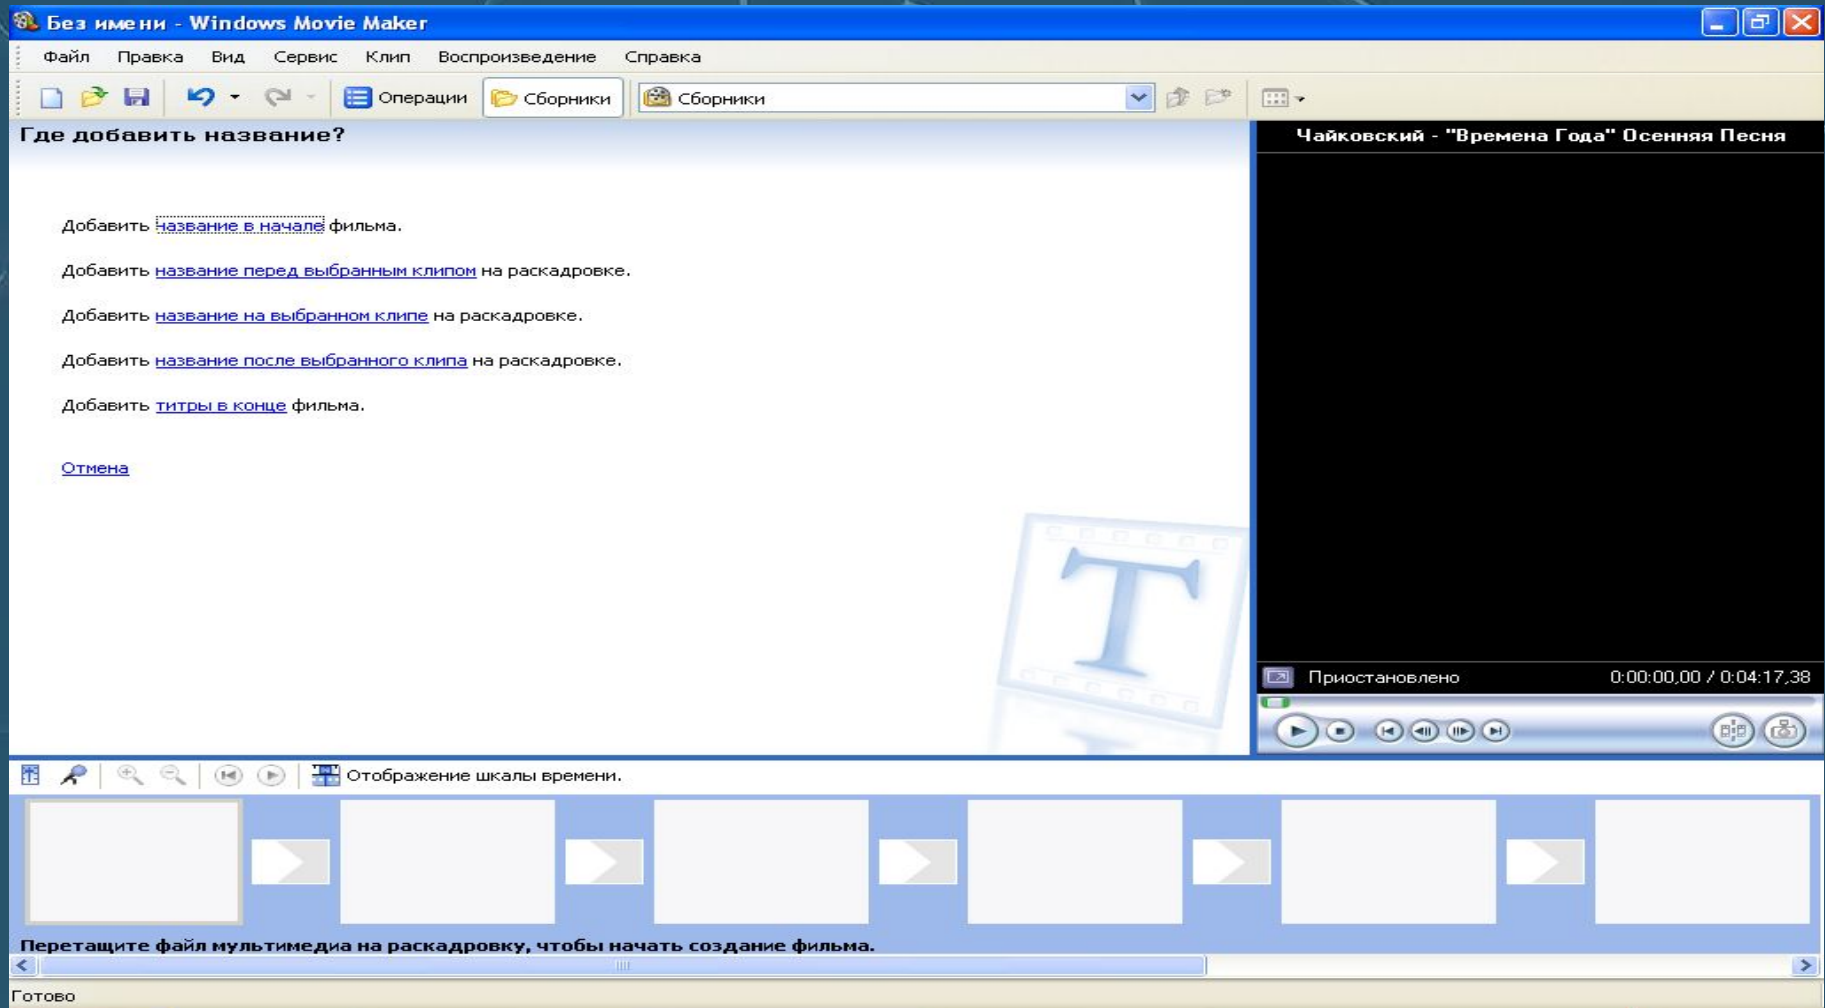 Без имени - Windows Movie Maker
Файл Правка Вид Сервис Клип Воспроизведение Справка
Операции Сборники Сборники
Где добавить название?
Чайковский - "Времена Года" Осенняя Песня
Добавить название в начале фильма.
Добавить название перед выбранным клипом на раскадровке.
Добавить название на выбранном клипе на раскадровке.
Добавить название после выбранного клипа на раскадровке.
Добавить титры в конце фильма.
Отмена
T
Приостановлено 0:00:00,00 / 0:04:17,38
Отображение шкалы времени.
Перетащите файл мультимедиа на раскадровку, чтобы начать создание фильма.
Готово